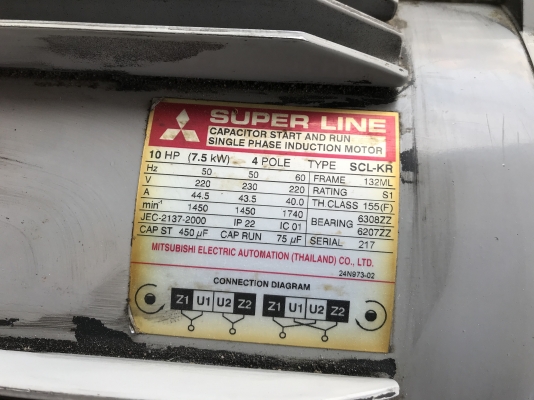 SUPER LINE
CAPACITOR START AND RUN
SINGLE PHASE INDUCTION MOTOR
10 HP (7.5 kW) 4 POLE TYPE SCL-KR
Hz 50 50 60 FRAME 132ML
V 220 230 220 RATING S1
A 44.5 43.5 40.0 TH.CLASS 155(F)
min-1 1450 1450 1740 BEARING 6308ZZ
JEC-2137-2000 IP 22 IC 01 6207ZZ
CAP ST 450 µF CAP RUN 75 µF SERIAL 217
MITSUBISHI ELECTRIC AUTOMATION (THAILAND) CO., LTD.
24N973-02
CONNECTION DIAGRAM
Z1 U1 U2 Z2 Z1 U1 U2 Z2